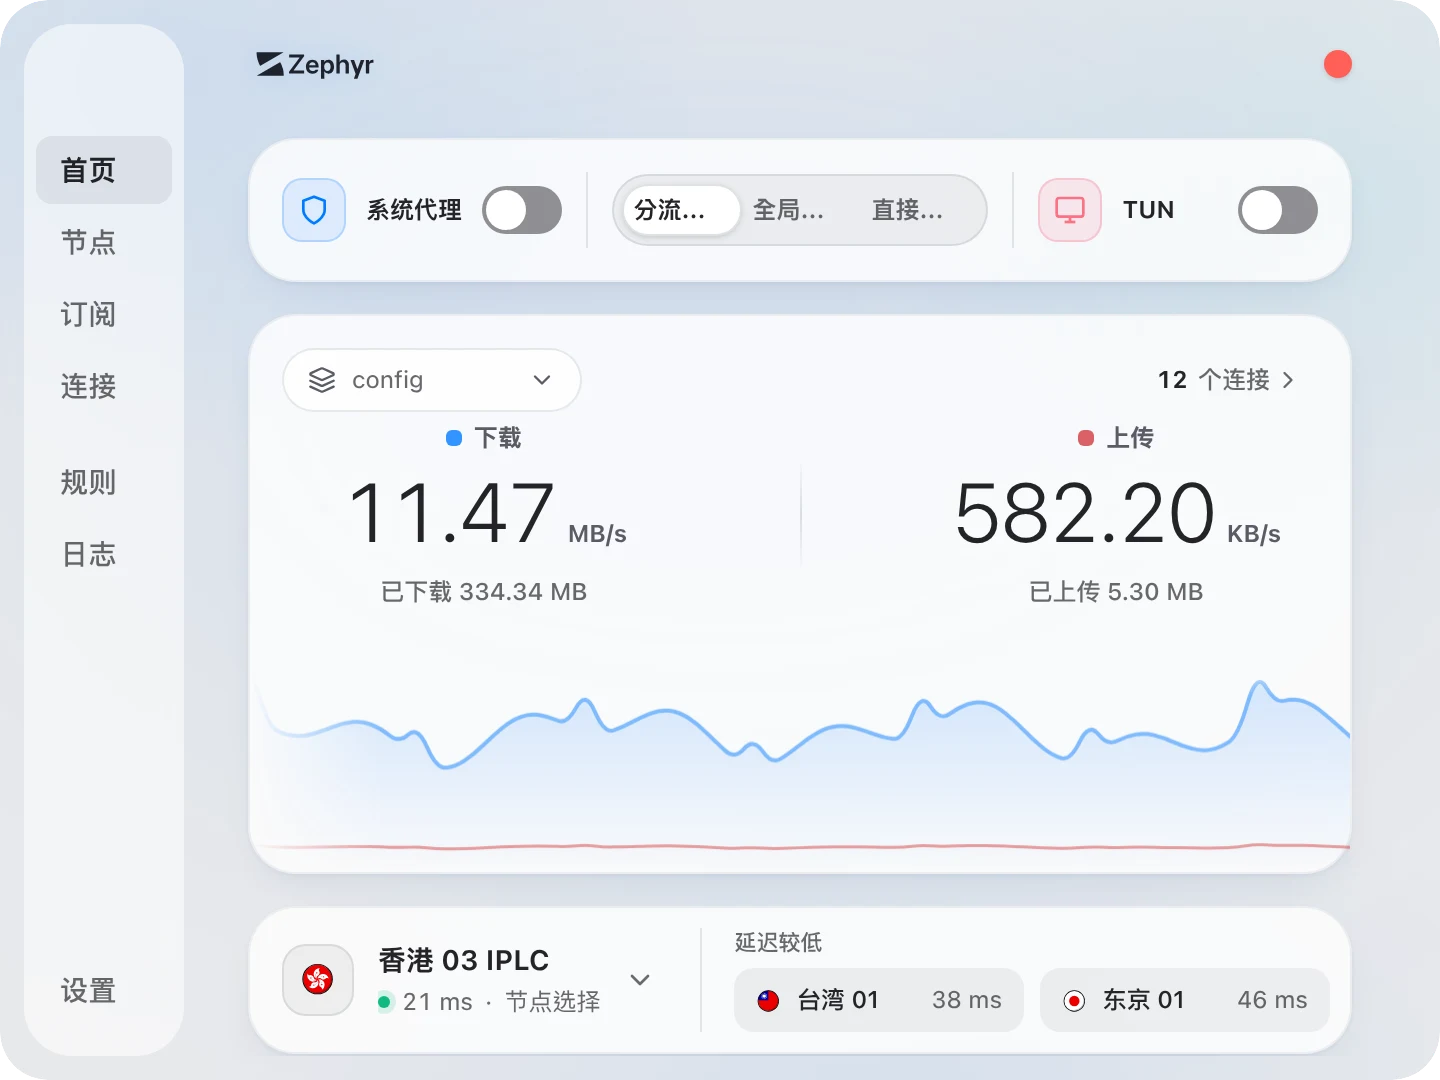 Zephyr
首页
节点
订阅
连接
规则
日志
设置
系统代理
分流...
全局...
直接...
TUN
config
12 个连接
下载
11.47 MB/s
已下载 334.34 MB
上传
582.20 KB/s
已上传 5.30 MB
香港 03 IPLC
21 ms · 节点选择
延迟较低
台湾 01 38 ms
东京 01 46 ms